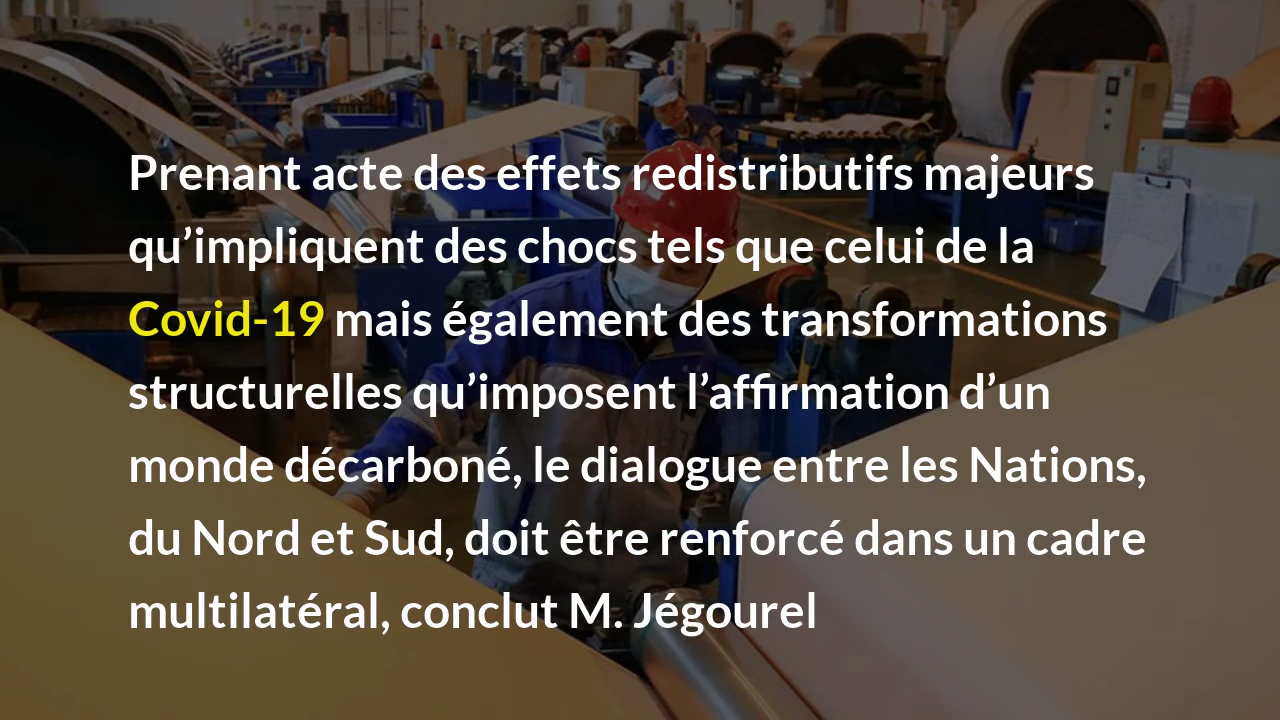 Prenant acte des effets redistributifs majeurs
qu’impliquent des chocs tels que celui de la
Covid-19 mais également des transformations
structurelles qu’imposent l’affirmation d’un
monde décarboné, le dialogue entre les Nations,
du Nord et Sud, doit être renforcé dans un cadre
multilatéral, conclut M. Jégourel